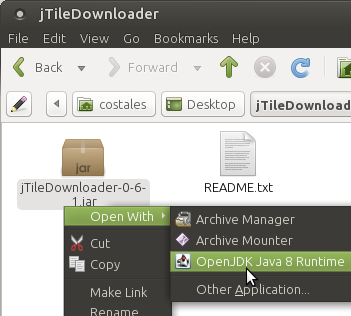 jTileDownloader
File Edit View Go Bookmarks Help
Back Forward
costales Desktop jTileDownload
jar
jTileDownloader-0-6-
1.jar
README.txt
Open With
Archive Manager
Archive Mounter
Cut
OpenJDK Java 8 Runtime
Copy
Other Application...
Make Link
Rename